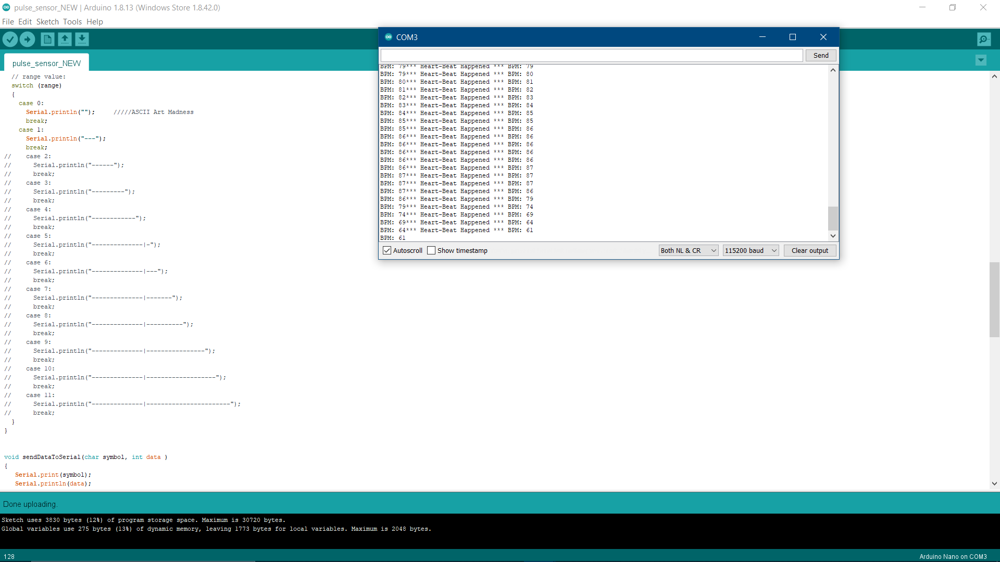 pulse_sensor_NEW | Arduino 1.8.13 (Windows Store 1.8.42.0)
File Edit Sketch Tools Help
pulse_sensor_NEW
// range value:
switch (range)
{
case 0:
Serial.println(""); /////ASCII Art Madness
break;
case 1:
Serial.println("---");
break;
// case 2:
// Serial.println("------");
// break;
// case 3:
// Serial.println("---------");
// break;
// case 4:
// Serial.println("------------");
// break;
// case 5:
// Serial.println("--------------|-");
// break;
// case 6:
// Serial.println("--------------|---");
// break;
// case 7:
// Serial.println("--------------|-------");
// break;
// case 8:
// Serial.println("--------------|----------");
// break;
// case 9:
// Serial.println("--------------|----------------");
// break;
// case 10:
// Serial.println("--------------|-------------------");
// break;
// case 11:
// Serial.println("--------------|-----------------------");
// break;
}
}
void sendDataToSerial(char symbol, int data )
{
Serial.print(symbol);
Serial.println(data);
COM3
Send
BPM: 79*** Heart-Beat Happened *** BPM: 79
BPM: 79*** Heart-Beat Happened *** BPM: 80
BPM: 80*** Heart-Beat Happened *** BPM: 81
BPM: 81*** Heart-Beat Happened *** BPM: 82
BPM: 82*** Heart-Beat Happened *** BPM: 83
BPM: 83*** Heart-Beat Happened *** BPM: 84
BPM: 84*** Heart-Beat Happened *** BPM: 85
BPM: 85*** Heart-Beat Happened *** BPM: 85
BPM: 85*** Heart-Beat Happened *** BPM: 86
BPM: 86*** Heart-Beat Happened *** BPM: 86
BPM: 86*** Heart-Beat Happened *** BPM: 86
BPM: 86*** Heart-Beat Happened *** BPM: 86
BPM: 86*** Heart-Beat Happened *** BPM: 86
BPM: 86*** Heart-Beat Happened *** BPM: 87
BPM: 87*** Heart-Beat Happened *** BPM: 87
BPM: 87*** Heart-Beat Happened *** BPM: 87
BPM: 87*** Heart-Beat Happened *** BPM: 86
BPM: 86*** Heart-Beat Happened *** BPM: 79
BPM: 79*** Heart-Beat Happened *** BPM: 74
BPM: 74*** Heart-Beat Happened *** BPM: 69
BPM: 69*** Heart-Beat Happened *** BPM: 64
BPM: 64*** Heart-Beat Happened *** BPM: 61
BPM: 61
Autoscroll Show timestamp Both NL & CR 115200 baud Clear output
Done uploading.
Sketch uses 3830 bytes (12%) of program storage space. Maximum is 30720 bytes.
Global variables use 275 bytes (13%) of dynamic memory, leaving 1773 bytes for local variables. Maximum is 2048 bytes.
128 Arduino Nano on COM3